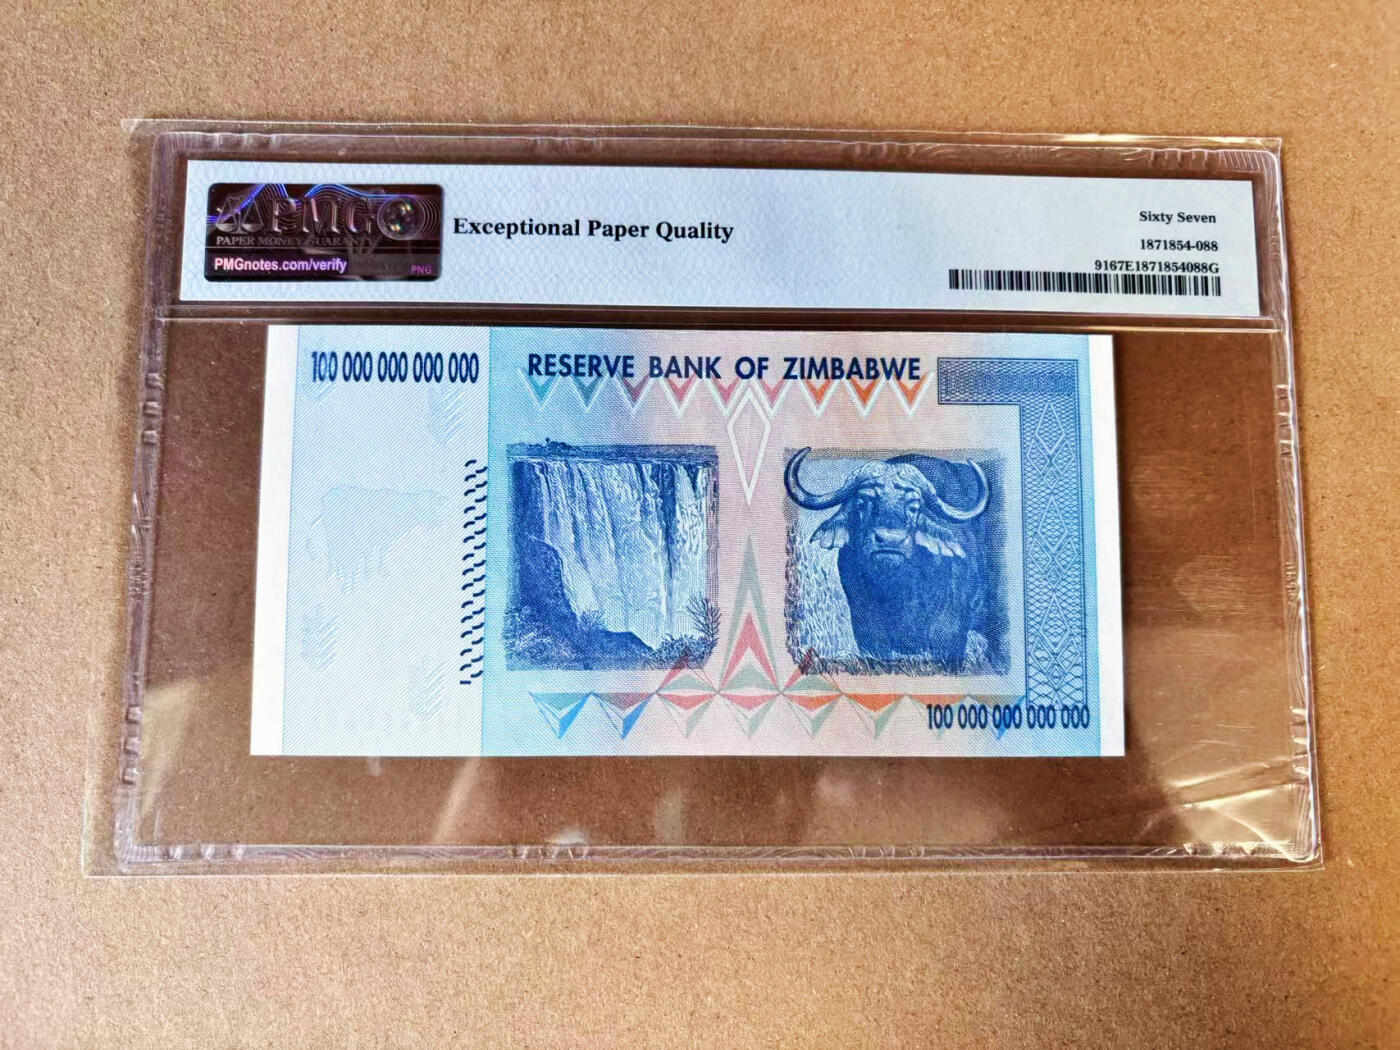 PMG
PAPER MONEY GUARANTY
PMGnotes.com/verify
PNG
Exceptional Paper Quality
Sixty Seven
1871854-088
9167E1871854088G
100 000 000 000 000
RESERVE BANK OF ZIMBABWE
100 000 000 000 000